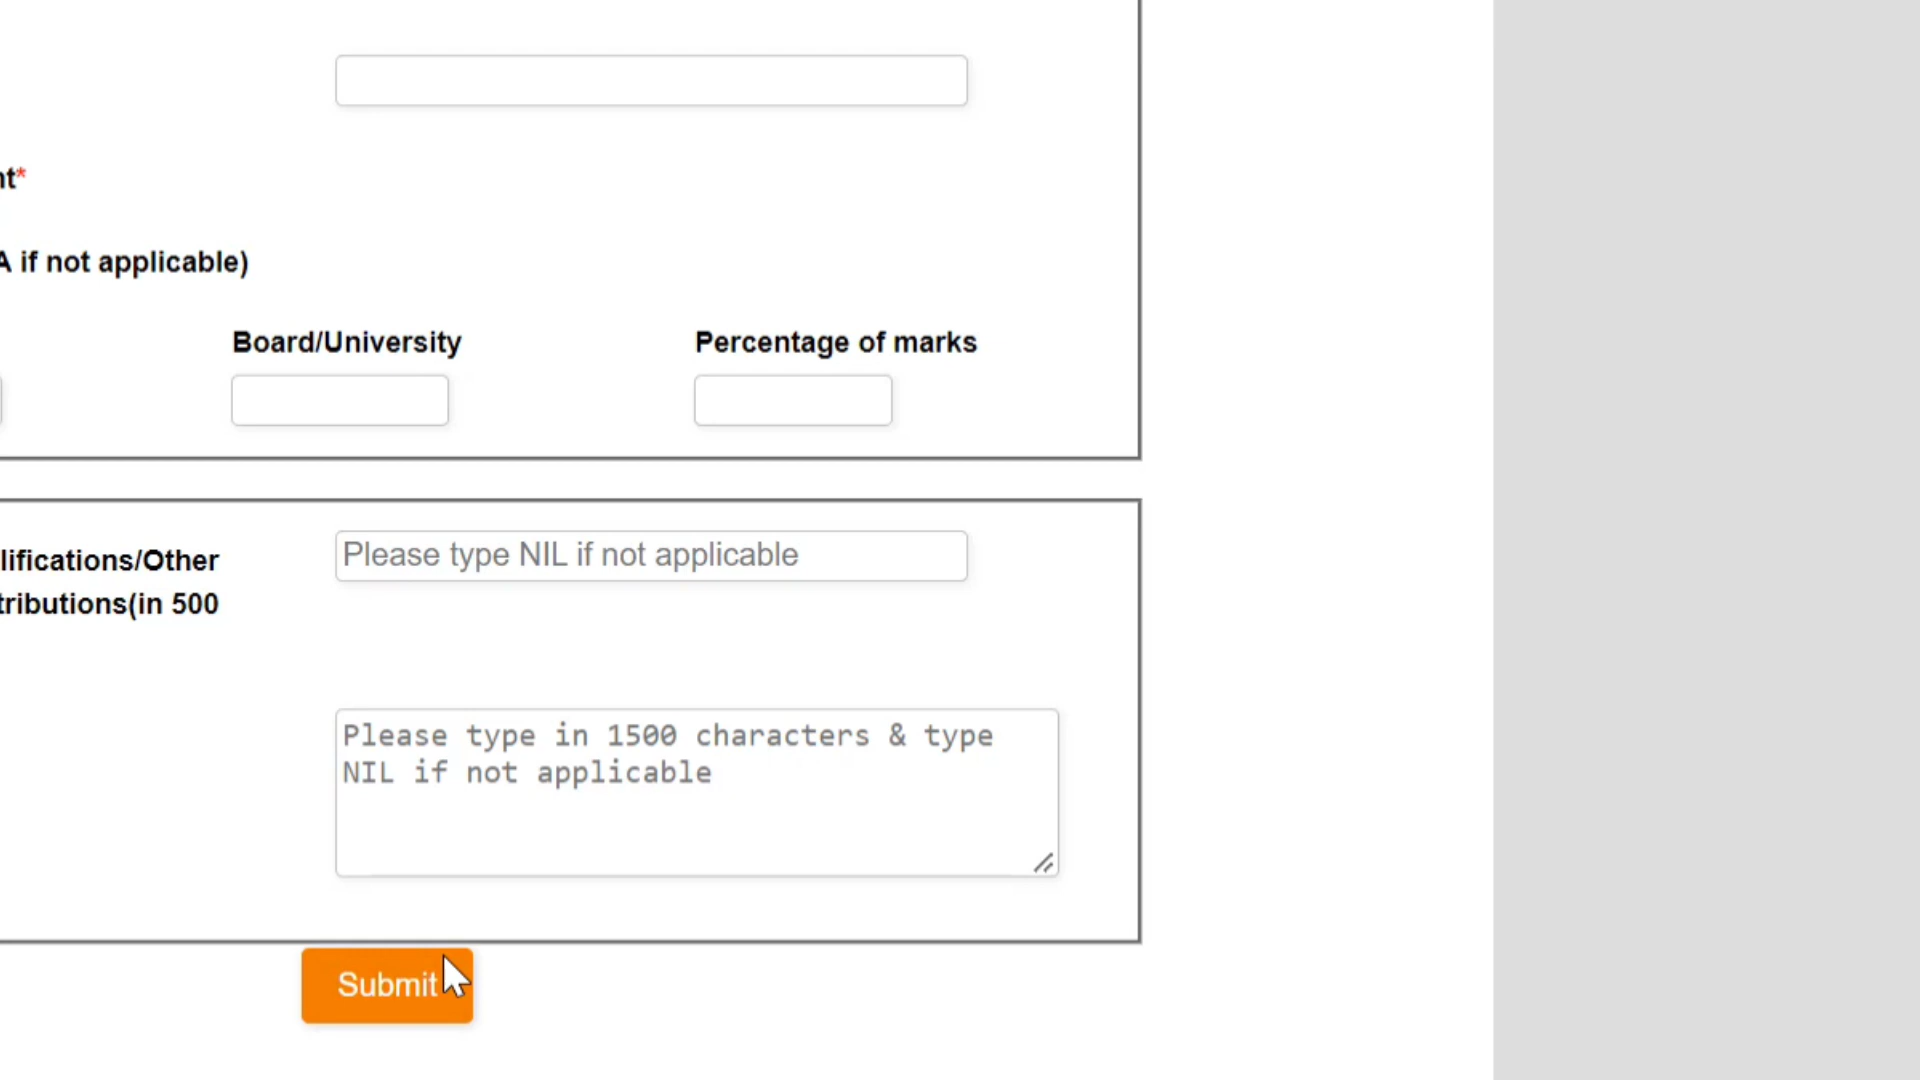 nt*
A if not applicable)
Board/University Percentage of marks
lifications/Other
Please type NIL if not applicable
tributions(in 500
Please type in 1500 characters & type
NIL if not applicable
Submit